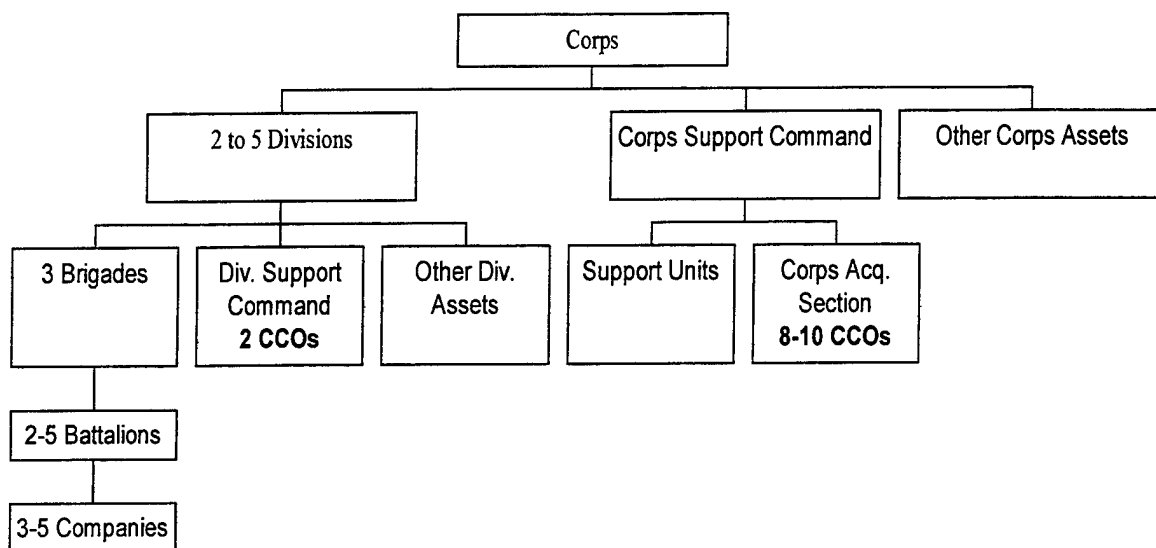 Corps
2 to 5 Divisions
Corps Support Command
Other Corps Assets
3 Brigades
Div. Support
Command
2 CCOs
Other Div.
Assets
Support Units
Corps Acq.
Section
8-10 CCOs
2-5 Battalions
3-5 Companies